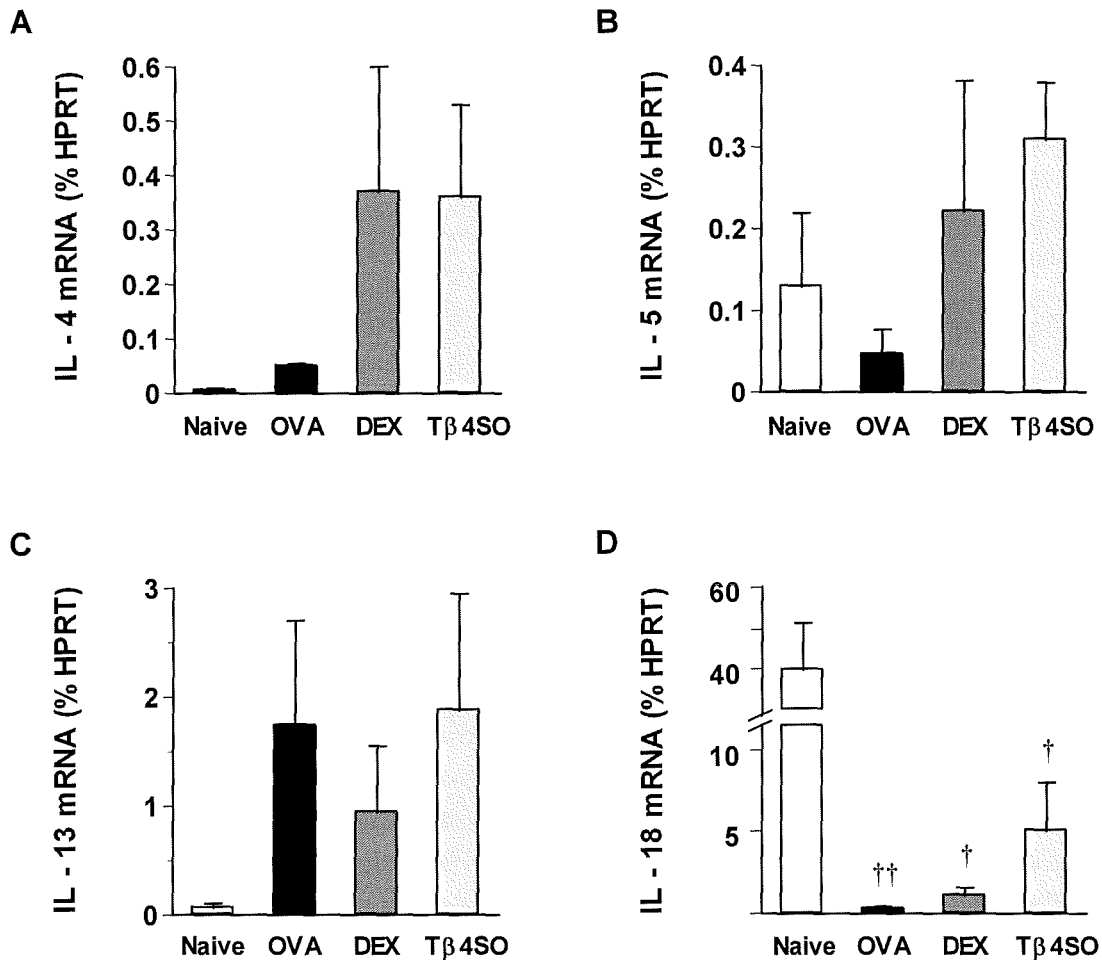 A
IL - 4 mRNA (% HPRT)
0.6
0.5
0.4
0.3
0.2
0.1
0
Naive OVA DEX Tβ4SO
B
IL - 5 mRNA (% HPRT)
0.4
0.3
0.2
0.1
0
Naive OVA DEX Tβ4SO
C
IL - 13 mRNA (% HPRT)
3
2
1
0
Naive OVA DEX Tβ4SO
D
IL - 18 mRNA (% HPRT)
60
40
10
5
†† † †
Naive OVA DEX Tβ4SO